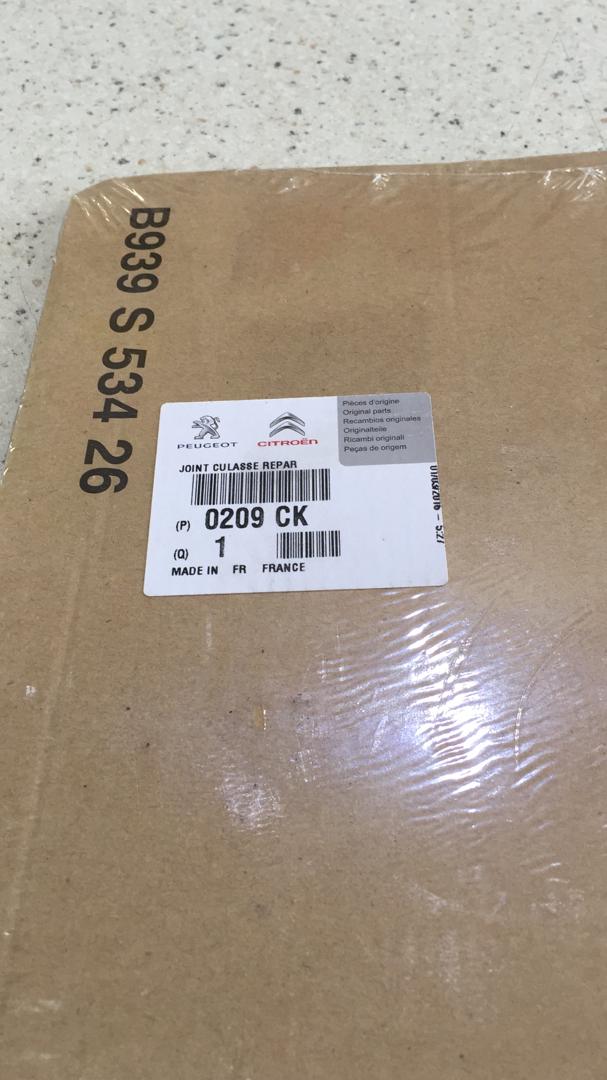 B939 S 534 26
PEUGEOT
CITROËN
Pièces d'origine
Original parts
Recambios originales
Originalteile
Ricambi originali
Peças de origem
JOINT CULASSE REPAR
(P) 0209 CK
(Q) 1
MADE IN FR FRANCE